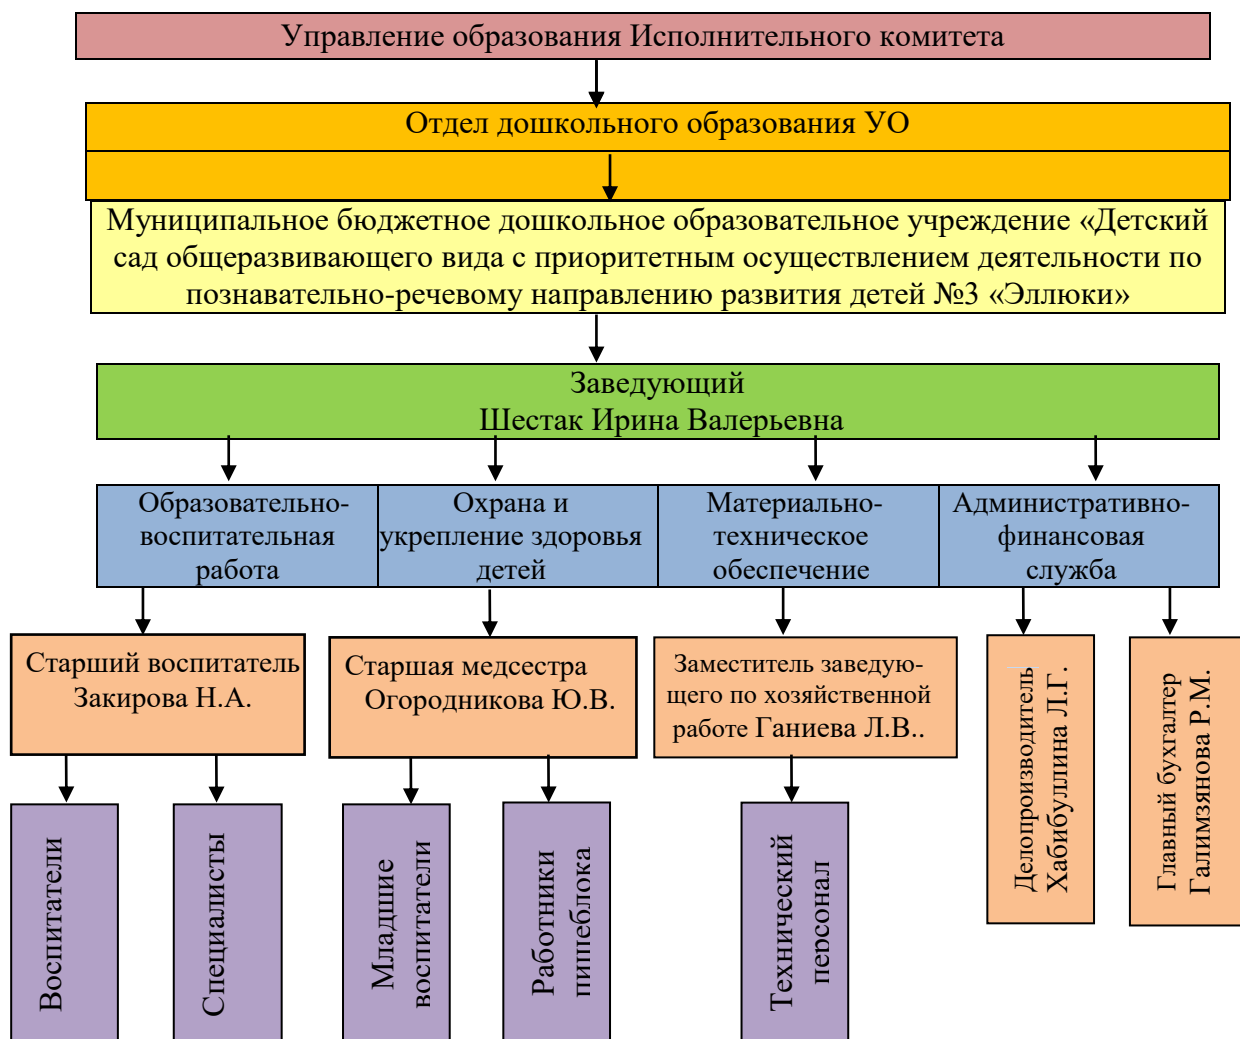 Управление образования Исполнительного комитета
Отдел дошкольного образования УО
Муниципальное бюджетное дошкольное образовательное учреждение «Детский
сад общеразвивающего вида с приоритетным осуществлением деятельности по
познавательно-речевому направлению развития детей №3 «Эллюки»
Заведующий
Шестак Ирина Валерьевна
Образовательно-
воспитательная
работа
Охрана и
укрепление здоровья
детей
Материально-
техническое
обеспечение
Административно-
финансовая
служба
Старший воспитатель
Закирова Н.А.
Старшая медсестра
Огородникова Ю.В.
Заместитель заведую-
щего по хозяйственной
работе Ганиева Л.В..
Делопроизводитель
Хабибуллина Л.Г.
Главный бухгалтер
Галимзянова Р.М.
Воспитатели
Специалисты
Младшие
воспитатели
Работники
пищеблока
Технический
персонал